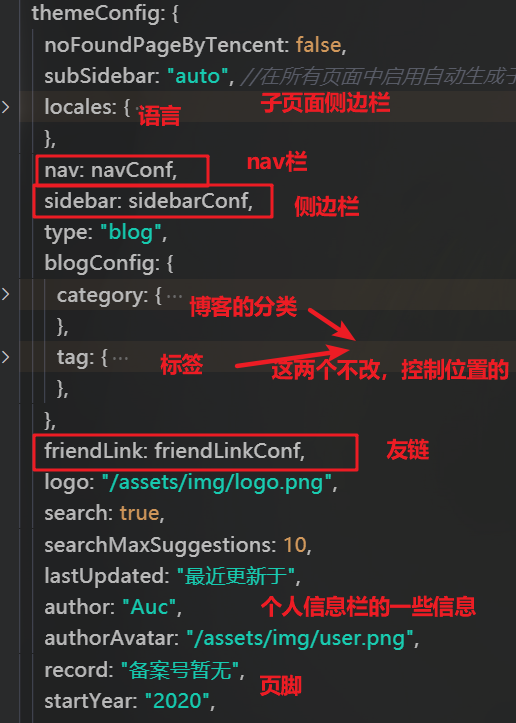 themeConfig: {
noFoundPageByTencent: false,
subSidebar: "auto", //在所有页面中启用自动生成子
子页面侧边栏
locales: { ···
语言
},
nav: navConf,
nav栏
sidebar: sidebarConf,
侧边栏
type: "blog",
blogConfig: {
category: { ···
博客的分类
},
tag: { ···
标签
这两个不改，控制位置的
},
},
friendLink: friendLinkConf,
友链
logo: "/assets/img/logo.png",
search: true,
searchMaxSuggestions: 10,
lastUpdated: "最近更新于",
author: "Auc",
个人信息栏的一些信息
authorAvatar: "/assets/img/user.png",
record: "备案号暂无",
页脚
startYear: "2020",